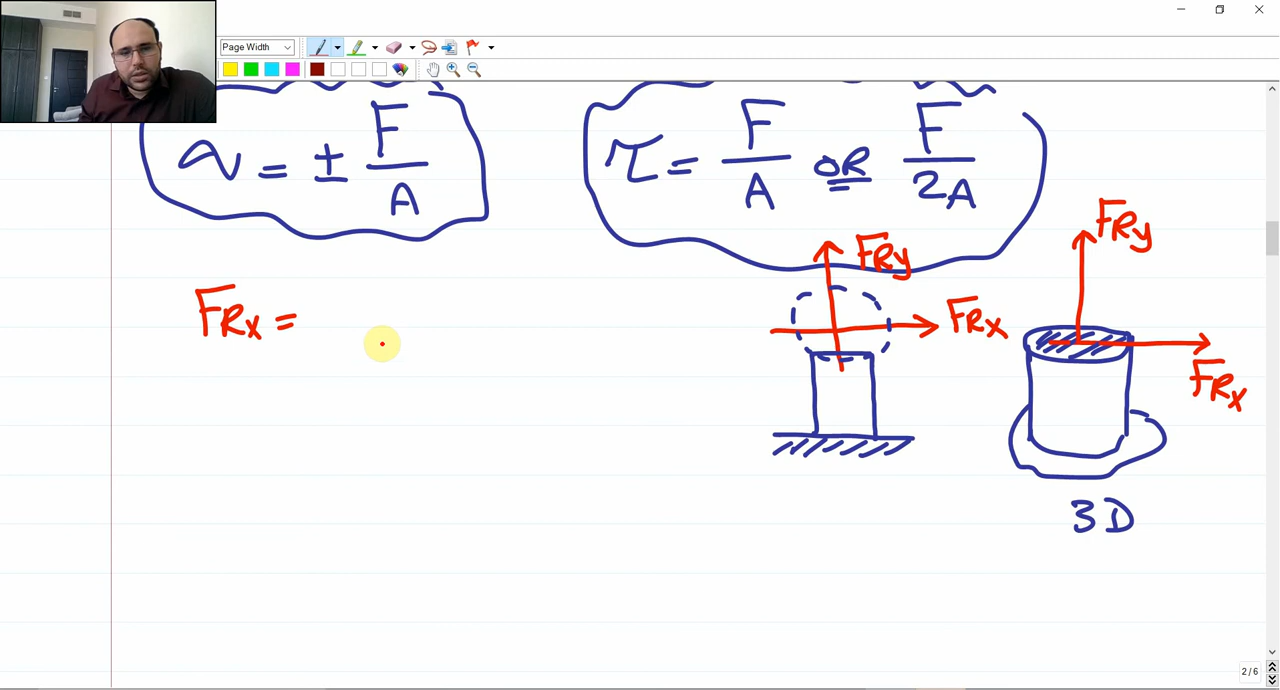 Page Width
σ = ± F/A
τ = F/A OR F/2A
FRy
FRy
FRx =
FRx
FRx
3D
2 / 6